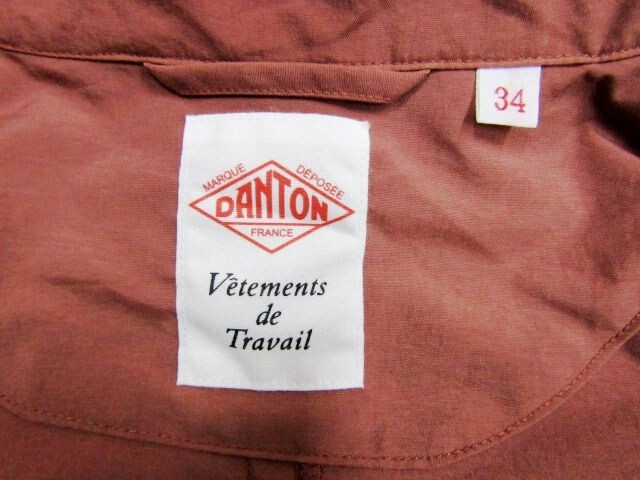 34
MARQUE DÉPOSÉE
DANTON
FRANCE
Vêtements
de
Travail